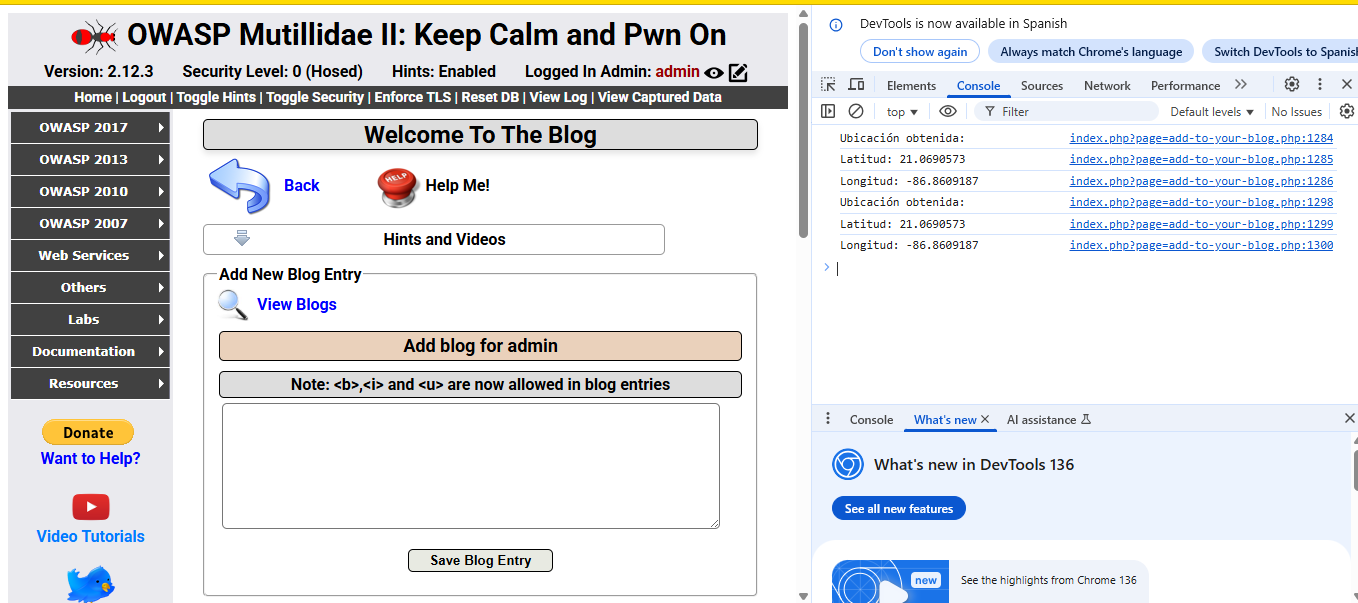 OWASP Mutillidae II: Keep Calm and Pwn On
Version: 2.12.3 Security Level: 0 (Hosed) Hints: Enabled Logged In Admin: admin
Home | Logout | Toggle Hints | Toggle Security | Enforce TLS | Reset DB | View Log | View Captured Data
OWASP 2017
OWASP 2013
OWASP 2010
OWASP 2007
Web Services
Others
Labs
Documentation
Resources
Donate
Want to Help?
Video Tutorials
Welcome To The Blog
Back
HELP
Help Me!
Hints and Videos
Add New Blog Entry
View Blogs
Add blog for admin
Note: <b>,<i> and <u> are now allowed in blog entries
Save Blog Entry
DevTools is now available in Spanish
Don't show again Always match Chrome's language Switch DevTools to Spanish
Elements Console Sources Network Performance
top Filter Default levels No Issues
Ubicación obtenida: index.php?page=add-to-your-blog.php:1284
Latitud: 21.0690573 index.php?page=add-to-your-blog.php:1285
Longitud: -86.8609187 index.php?page=add-to-your-blog.php:1286
Ubicación obtenida: index.php?page=add-to-your-blog.php:1298
Latitud: 21.0690573 index.php?page=add-to-your-blog.php:1299
Longitud: -86.8609187 index.php?page=add-to-your-blog.php:1300
Console What's new AI assistance
What's new in DevTools 136
See all new features
new
See the highlights from Chrome 136